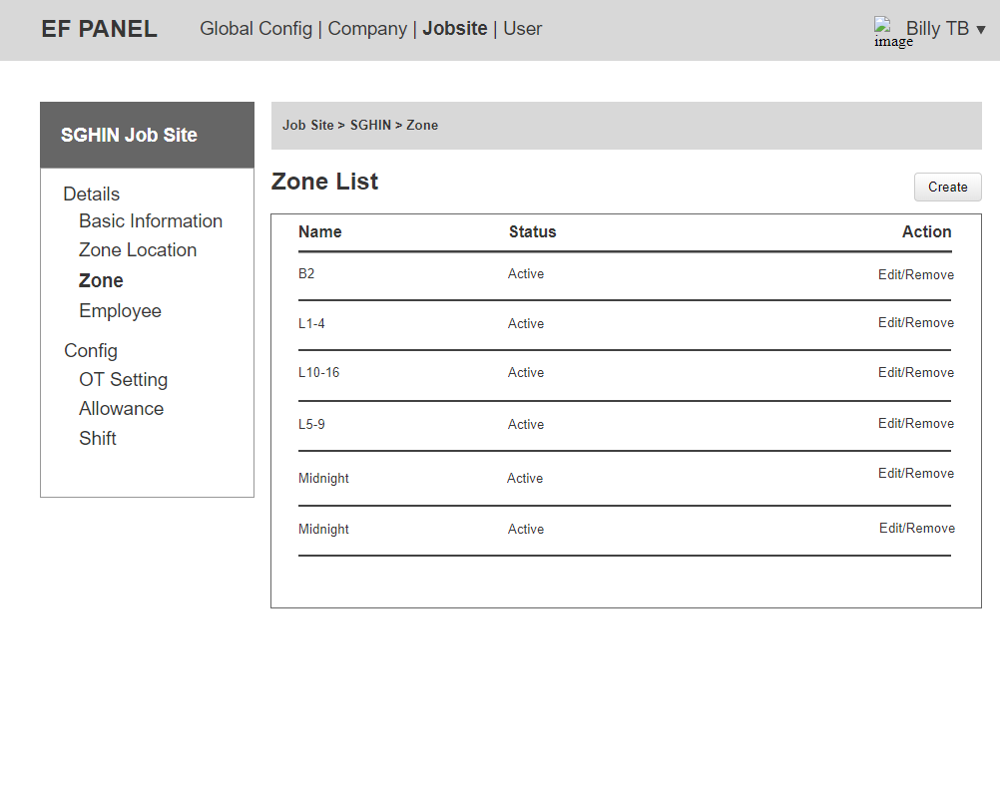 EF PANEL
Global Config | Company | Jobsite | User
image
Billy TB ▼
SGHIN Job Site
Details
Basic Information
Zone Location
Zone
Employee
Config
OT Setting
Allowance
Shift
Job Site > SGHIN > Zone
Zone List
Create
Name Status Action
B2 Active Edit/Remove
L1-4 Active Edit/Remove
L10-16 Active Edit/Remove
L5-9 Active Edit/Remove
Midnight Active Edit/Remove
Midnight Active Edit/Remove